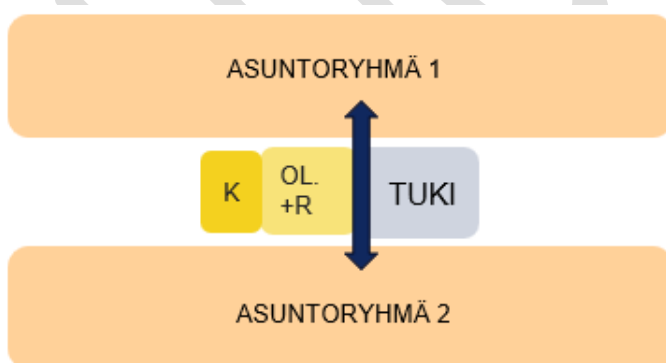 ASUNTORYHMÄ 1
K
OL.
+R
TUKI
ASUNTORYHMÄ 2